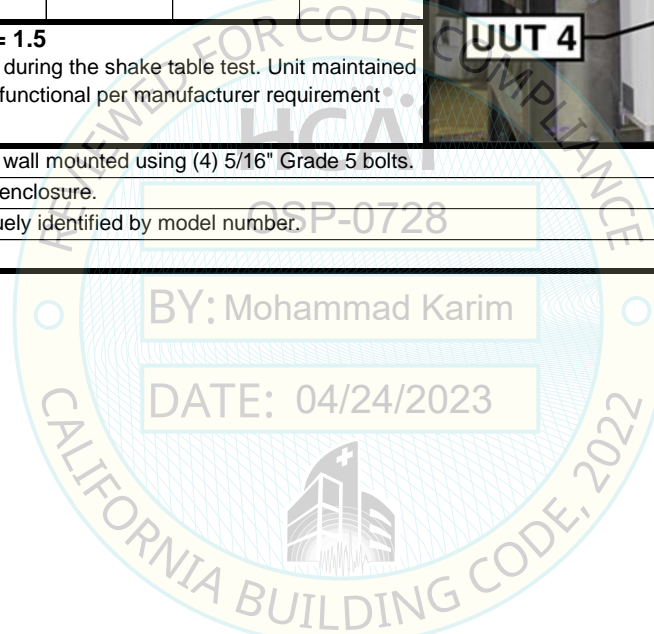 = 1.5
during the shake table test. Unit maintained
functional per manufacturer requirement
UUT 4
wall mounted using (4) 5/16" Grade 5 bolts.
enclosure.
uely identified by model number.
REVIEWED FOR CODE COMPLIANCE
HCAi
OSP-0728
BY: Mohammad Karim
DATE: 04/24/2023
CALIFORNIA BUILDING CODE, 2022